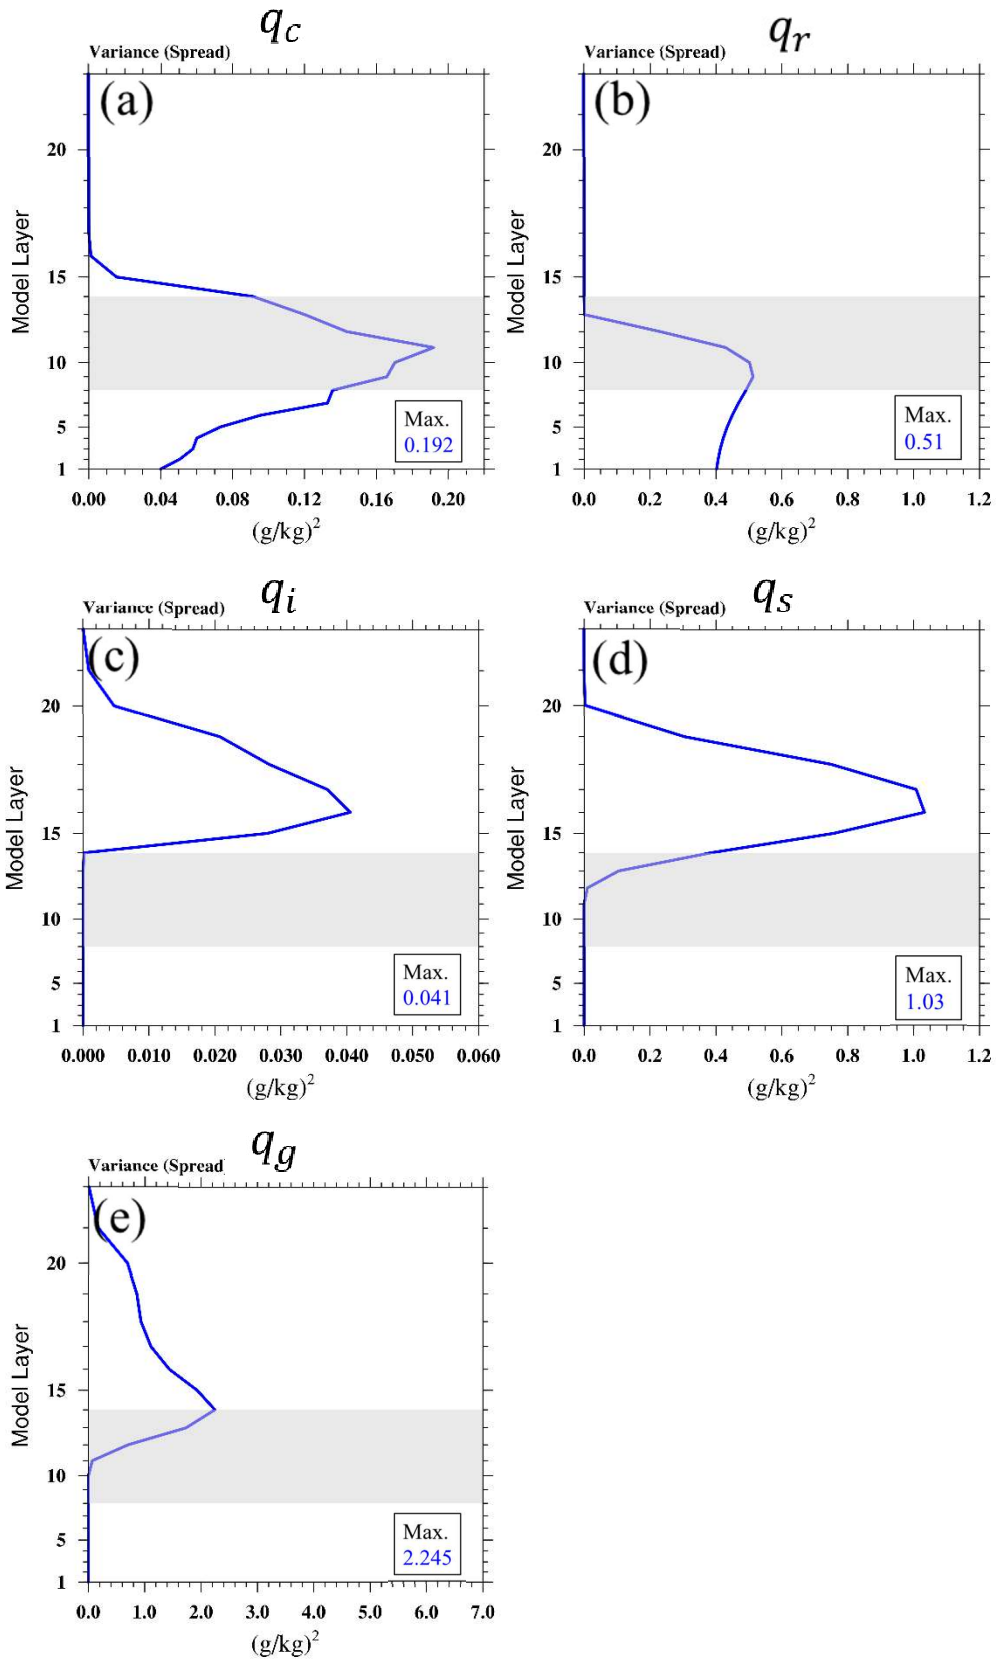 q_c
Variance (Spread)
(a)
20
15
10
5
1
Model Layer
Max.
0.192
0.00 0.04 0.08 0.12 0.16 0.20
(g/kg)²
q_r
Variance (Spread)
(b)
20
15
10
5
1
Model Layer
Max.
0.51
0.0 0.2 0.4 0.6 0.8 1.0 1.2
(g/kg)²
q_i
Variance (Spread)
(c)
20
15
10
5
1
Model Layer
Max.
0.041
0.000 0.010 0.020 0.030 0.040 0.050 0.060
(g/kg)²
q_s
Variance (Spread)
(d)
20
15
10
5
1
Model Layer
Max.
1.03
0.0 0.2 0.4 0.6 0.8 1.0 1.2
(g/kg)²
q_g
Variance (Spread)
(e)
20
15
10
5
1
Model Layer
Max.
2.245
0.0 1.0 2.0 3.0 4.0 5.0 6.0 7.0
(g/kg)²